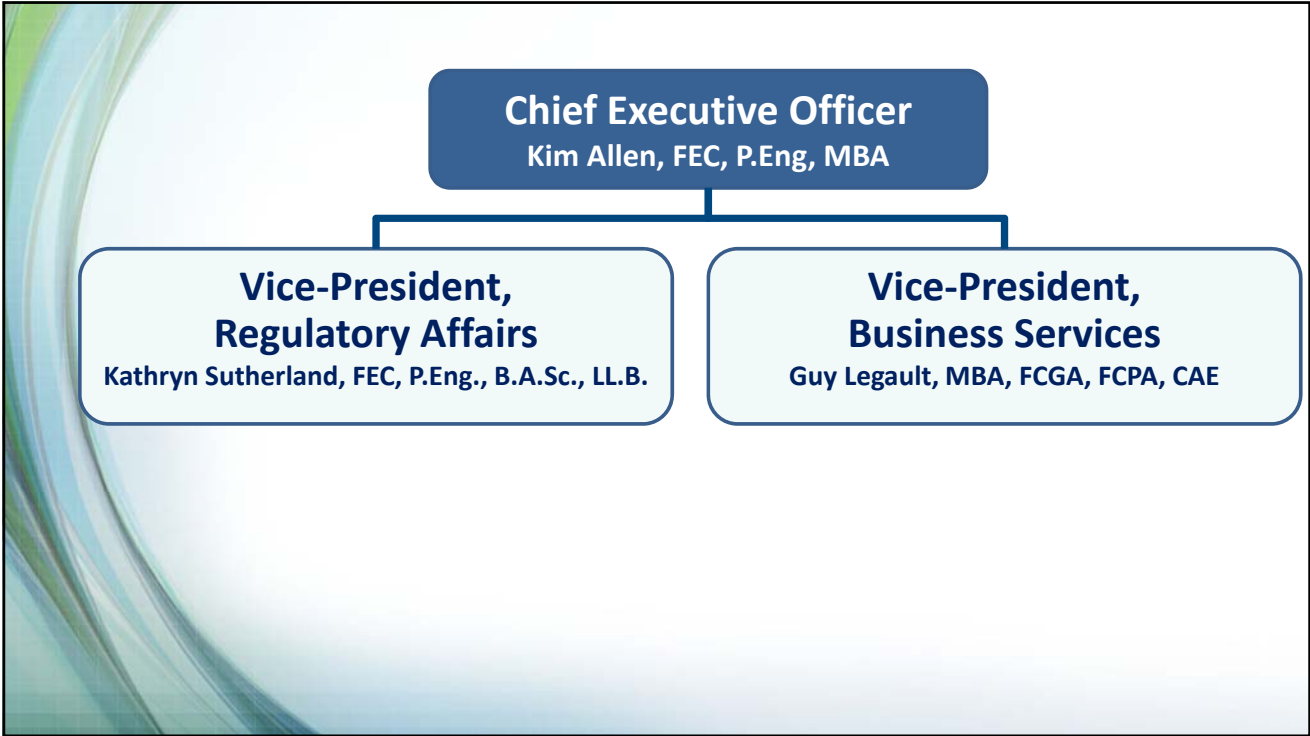 Chief Executive Officer
Kim Allen, FEC, P.Eng, MBA
Vice-President,
Regulatory Affairs
Kathryn Sutherland, FEC, P.Eng., B.A.Sc., LL.B.
Vice-President,
Business Services
Guy Legault, MBA, FCGA, FCPA, CAE